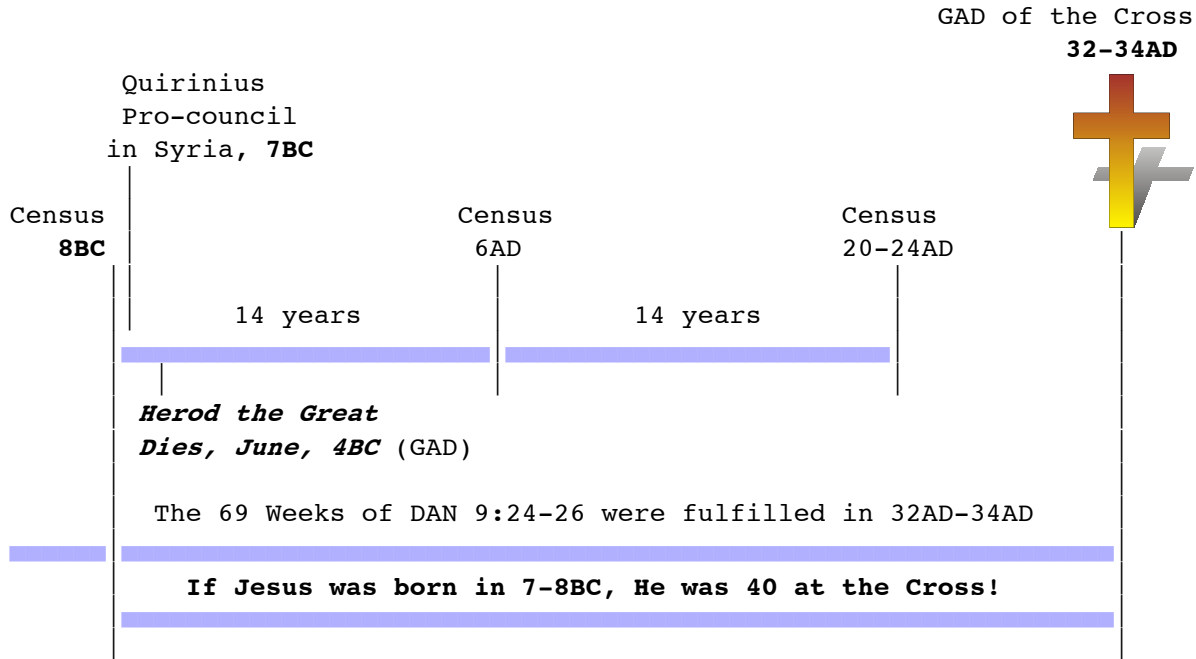 GAD of the Cross
32-34AD
Quirinius
Pro-council
in Syria, 7BC
Census
8BC
Census
6AD
Census
20-24AD
14 years
14 years
Herod the Great
Dies, June, 4BC (GAD)
The 69 Weeks of DAN 9:24-26 were fulfilled in 32AD-34AD
If Jesus was born in 7-8BC, He was 40 at the Cross!